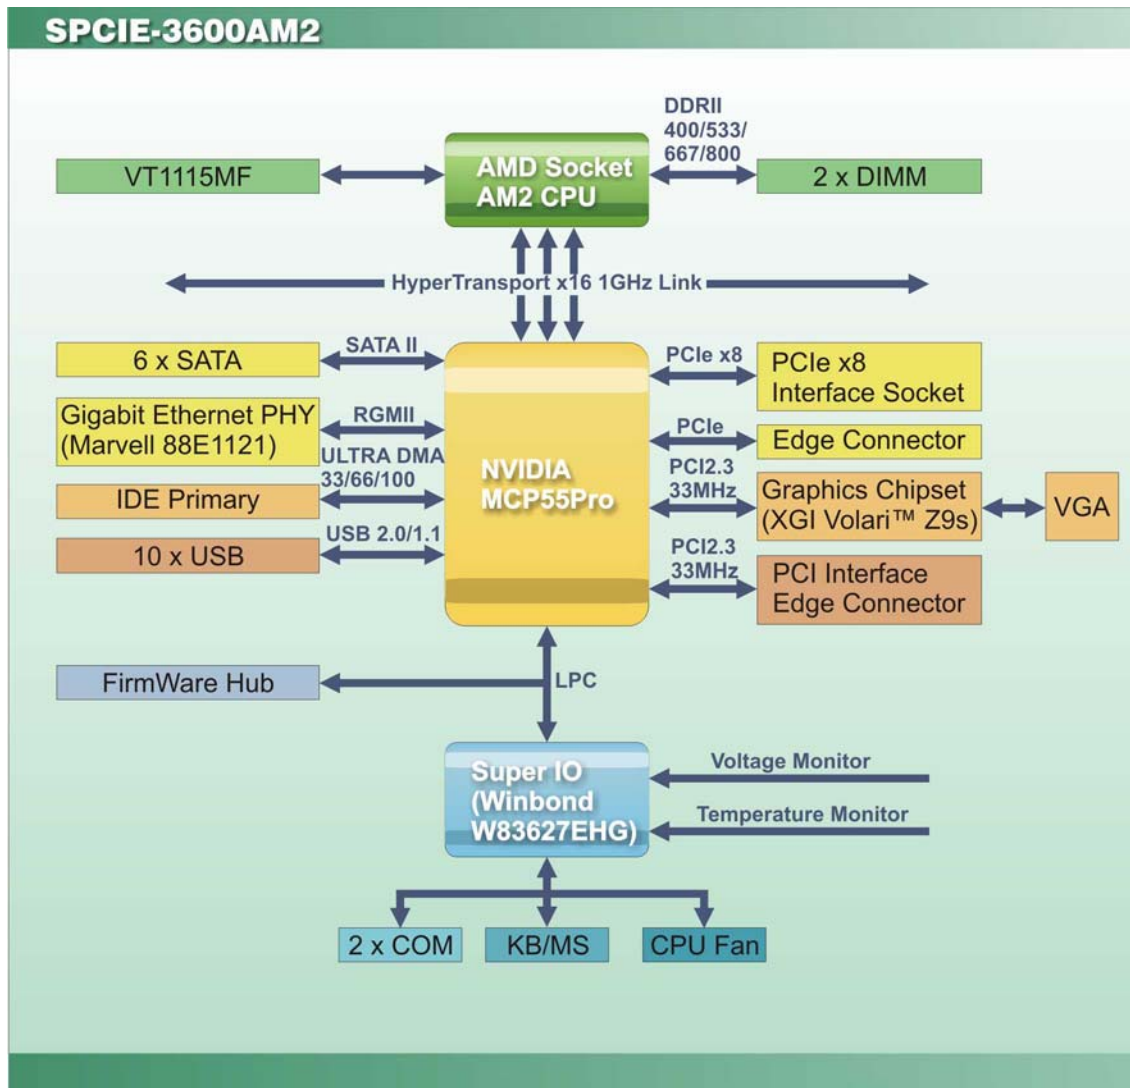 SPCIE-3600AM2
DDRII
400/533/
667/800
VT1115MF
AMD Socket
AM2 CPU
2 x DIMM
HyperTransport x16 1GHz Link
6 x SATA
SATA II
Gigabit Ethernet PHY
(Marvell 88E1121)
RGMII
ULTRA DMA
33/66/100
IDE Primary
USB 2.0/1.1
10 x USB
NVIDIA
MCP55Pro
PCIe x8
PCIe x8
Interface Socket
PCIe
Edge Connector
PCI2.3
33MHz
Graphics Chipset
(XGI Volari™ Z9s)
VGA
PCI2.3
33MHz
PCI Interface
Edge Connector
FirmWare Hub
LPC
Super IO
(Winbond
W83627EHG)
Voltage Monitor
Temperature Monitor
2 x COM
KB/MS
CPU Fan